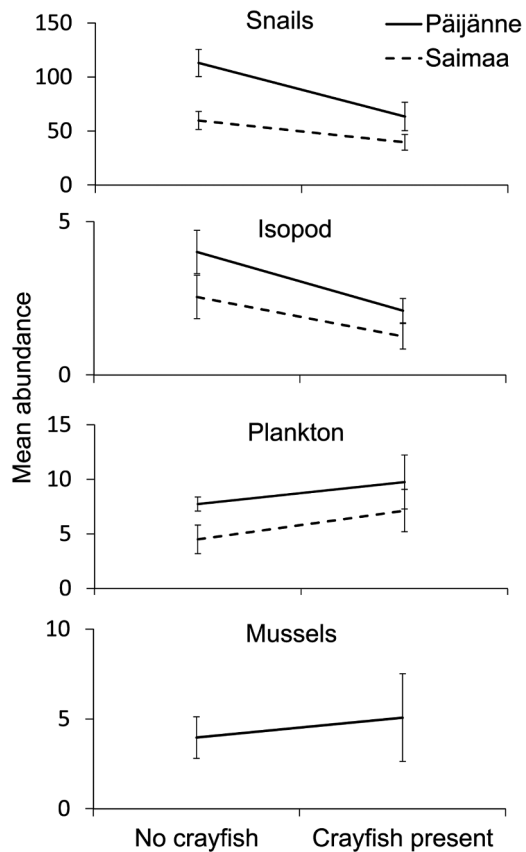 Snails
Päijänne
Saimaa
150
100
50
0
Isopod
5
0
Plankton
15
10
5
0
Mussels
10
5
0
Mean abundance
No crayfish
Crayfish present